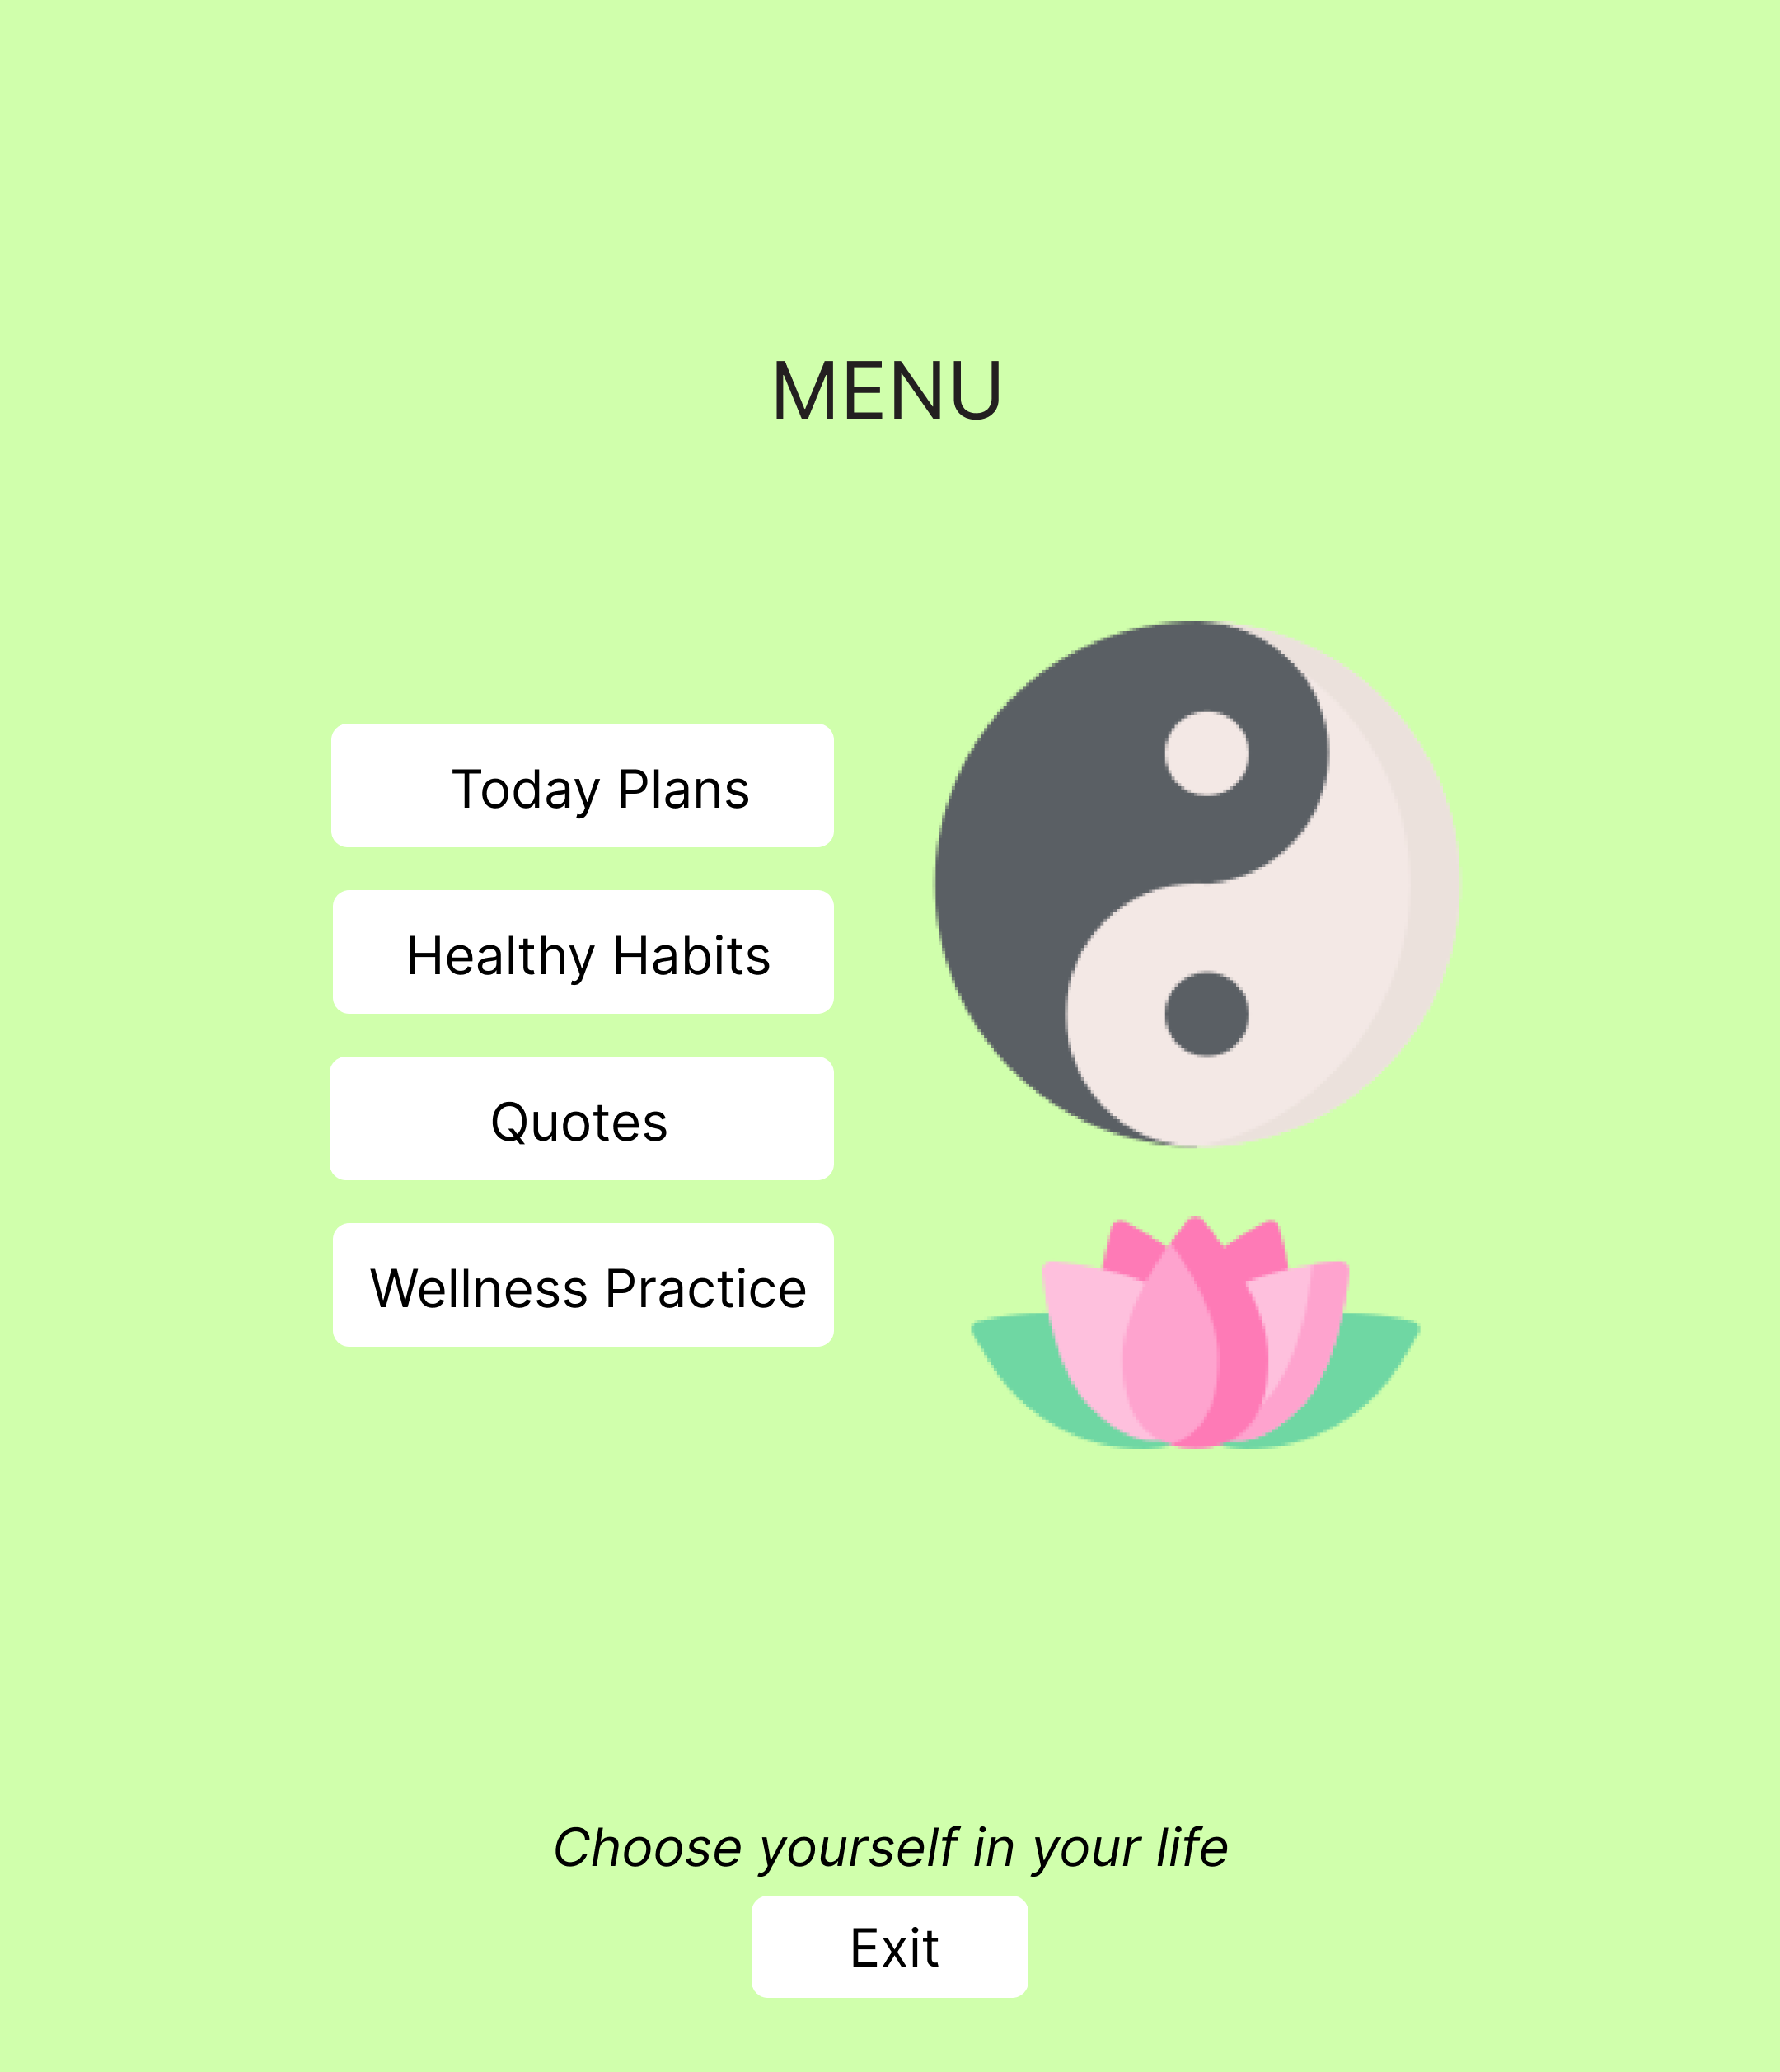 MENU
Today Plans
Healthy Habits
Quotes
Wellness Practice
Choose yourself in your life
Exit